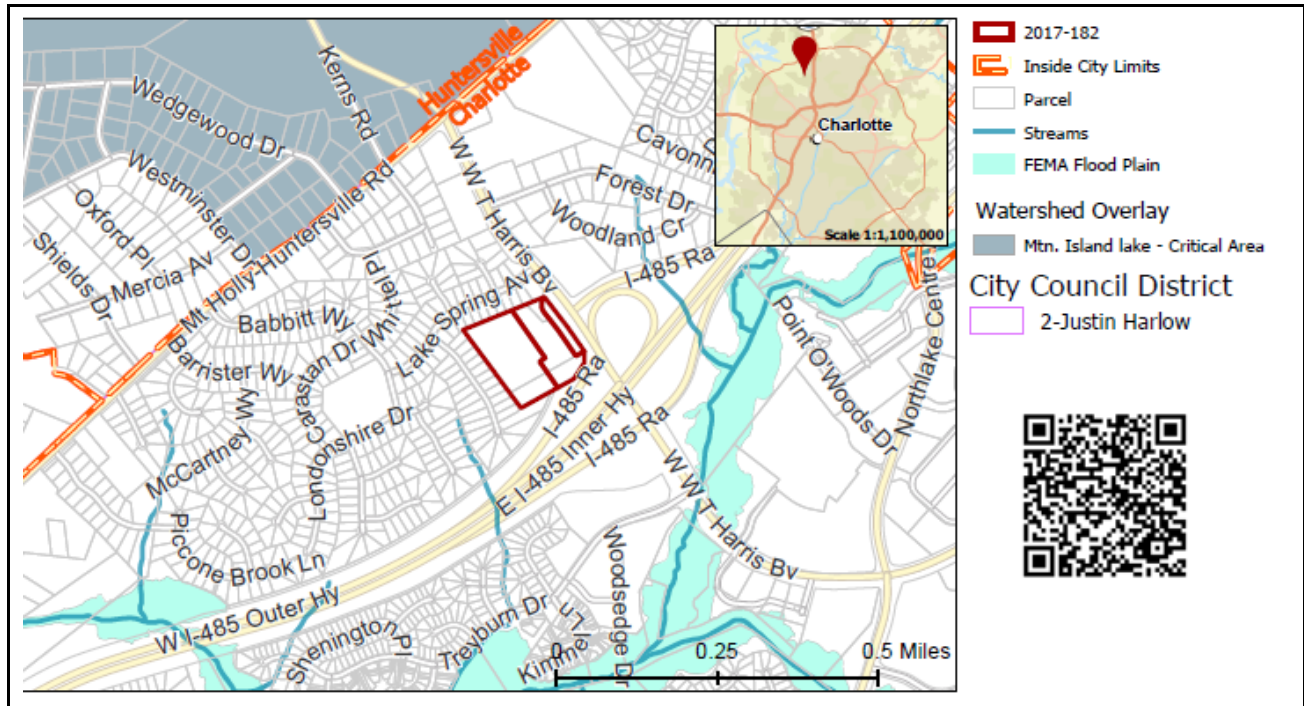 Huntersville
Charlotte
Kerns Rd
Wedgewood Dr
Westminster Dr
Oxford Pl
Shields Dr
Mercia Av
Mt Holly-Huntersville Rd
W W T Harris Bv
Cavonn
Forest Dr
Woodland Cr
I-485 Ra
Lake Spring Av
Whitiel Pl
Babbitt Wy
Barrister Wy
Carastan Dr
Londonshire Dr
McCartney Wy
Piccone Brook Ln
I-485 Ra
E I-485 Inner Hy
I-485 Ra
W W T Harris Bv
Point O'Woods Dr
Northlake Centre
W I-485 Outer Hy
Shenington Pl
Treyburn Dr
Kimmel Ln
Woodsedge Dr
0 0.25 0.5 Miles
Charlotte
Scale 1:1,100,000
2017-182
Inside City Limits
Parcel
Streams
FEMA Flood Plain
Watershed Overlay
Mtn. Island lake - Critical Area
City Council District
2-Justin Harlow